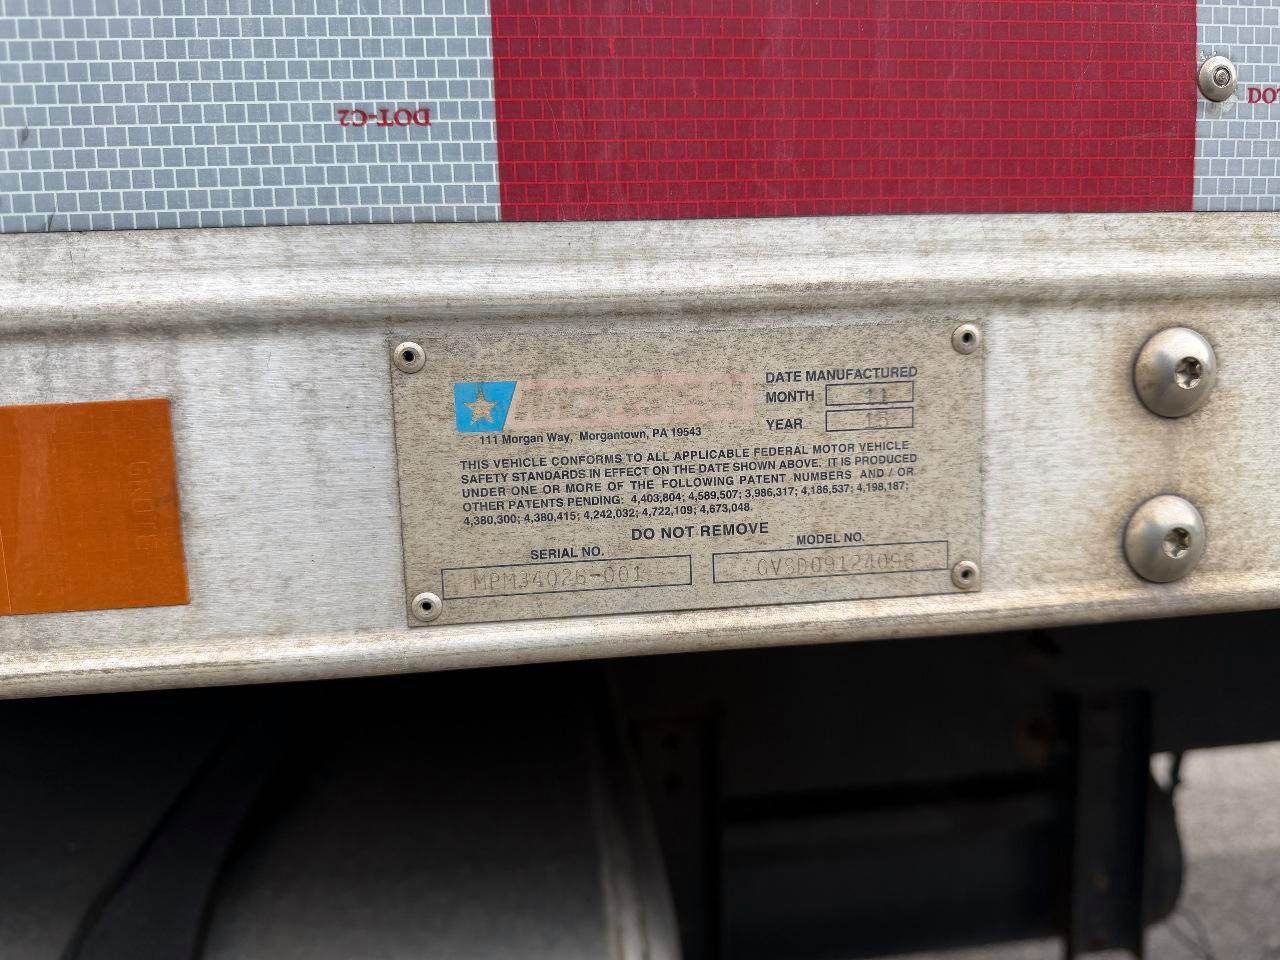 DOT-C2
DOT
DATE MANUFACTURED
MONTH 11
YEAR 15
111 Morgan Way, Morgantown, PA 19543
THIS VEHICLE CONFORMS TO ALL APPLICABLE FEDERAL MOTOR VEHICLE
SAFETY STANDARDS IN EFFECT ON THE DATE SHOWN ABOVE. IT IS PRODUCED
UNDER ONE OR MORE OF THE FOLLOWING PATENT NUMBERS AND / OR
OTHER PATENTS PENDING: 4,403,804; 4,589,507; 3,986,317; 4,186,537; 4,198,187;
4,380,300; 4,380,415; 4,242,032; 4,722,109; 4,673,048.
DO NOT REMOVE
SERIAL NO. MODEL NO.
MPM34026-001 GVSD09124096